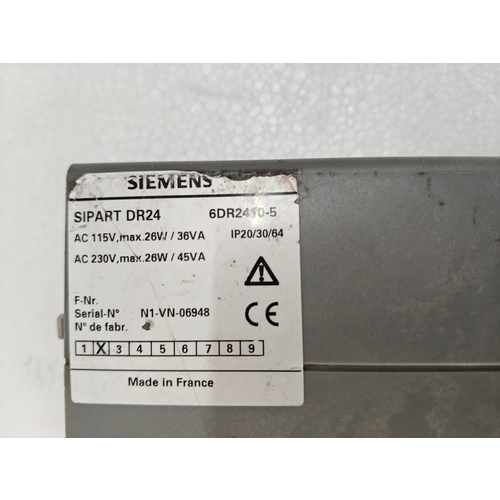 SIEMENS
SIPART DR24 6DR2410-5
AC 115V,max.26W / 36VA IP20/30/64
AC 230V,max.26W / 45VA
F-Nr.
Serial-N° N1-VN-06948
N° de fabr.
1 X 3 4 5 6 7 8 9
CE
Made in France